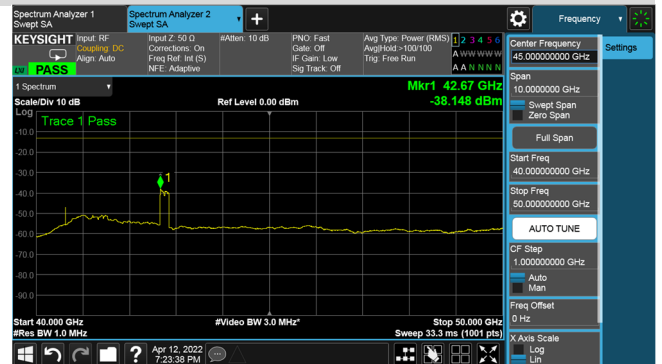 Spectrum Analyzer 1
Swept SA
Spectrum Analyzer 2
Swept SA
+
Frequency
KEYSIGHT
Input: RF
Coupling: DC
Align: Auto
Input Z: 50 Ω
Corrections: On
Freq Ref: Int (S)
NFE: Adaptive
#Atten: 10 dB
PNO: Fast
Gate: Off
IF Gain: Low
Sig Track: Off
Avg Type: Power (RMS)
Avg|Hold:>100/100
Trig: Free Run
1 2 3 4 5 6
A W W W W W
A A N N N N
PASS
1 Spectrum
Scale/Div 10 dB
Ref Level 0.00 dBm
Mkr1 42.67 GHz
-38.148 dBm
Log
Trace 1 Pass
1
-10.0
-20.0
-30.0
-40.0
-50.0
-60.0
-70.0
-80.0
-90.0
Start 40.000 GHz
#Res BW 1.0 MHz
#Video BW 3.0 MHz*
Stop 50.000 GHz
Sweep 33.3 ms (1001 pts)
Center Frequency
45.000000000 GHz
Settings
Span
10.0000000 GHz
Swept Span
Zero Span
Full Span
Start Freq
40.000000000 GHz
Stop Freq
50.000000000 GHz
AUTO TUNE
CF Step
1.000000000 GHz
Auto
Man
Freq Offset
0 Hz
X Axis Scale
Log
Lin
?
Apr 12, 2022
7:23:38 PM